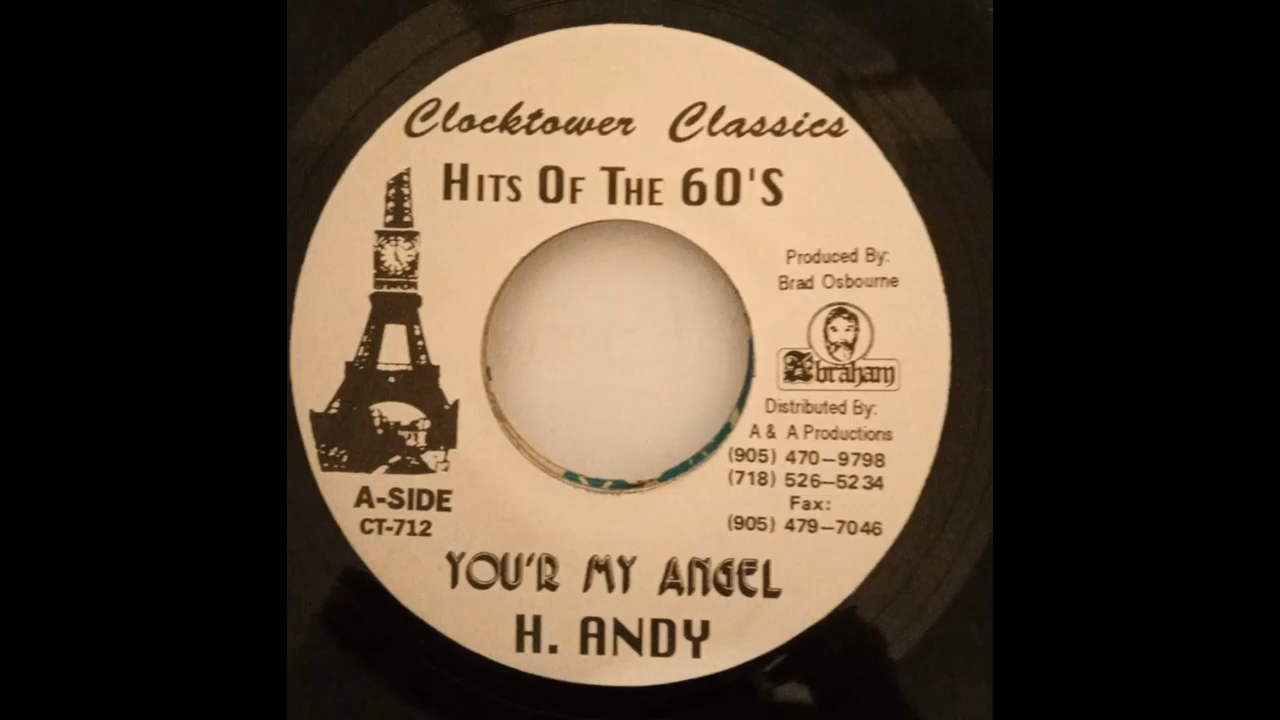 Clocktower Classics
HITS OF THE 60'S
Produced By:
Brad Osbourne
Abraham
Distributed By:
A & A Productions
(905) 470-9798
(718) 526-5234
Fax:
(905) 479-7046
A-SIDE
CT-712
YOU'R MY ANGEL
H. ANDY